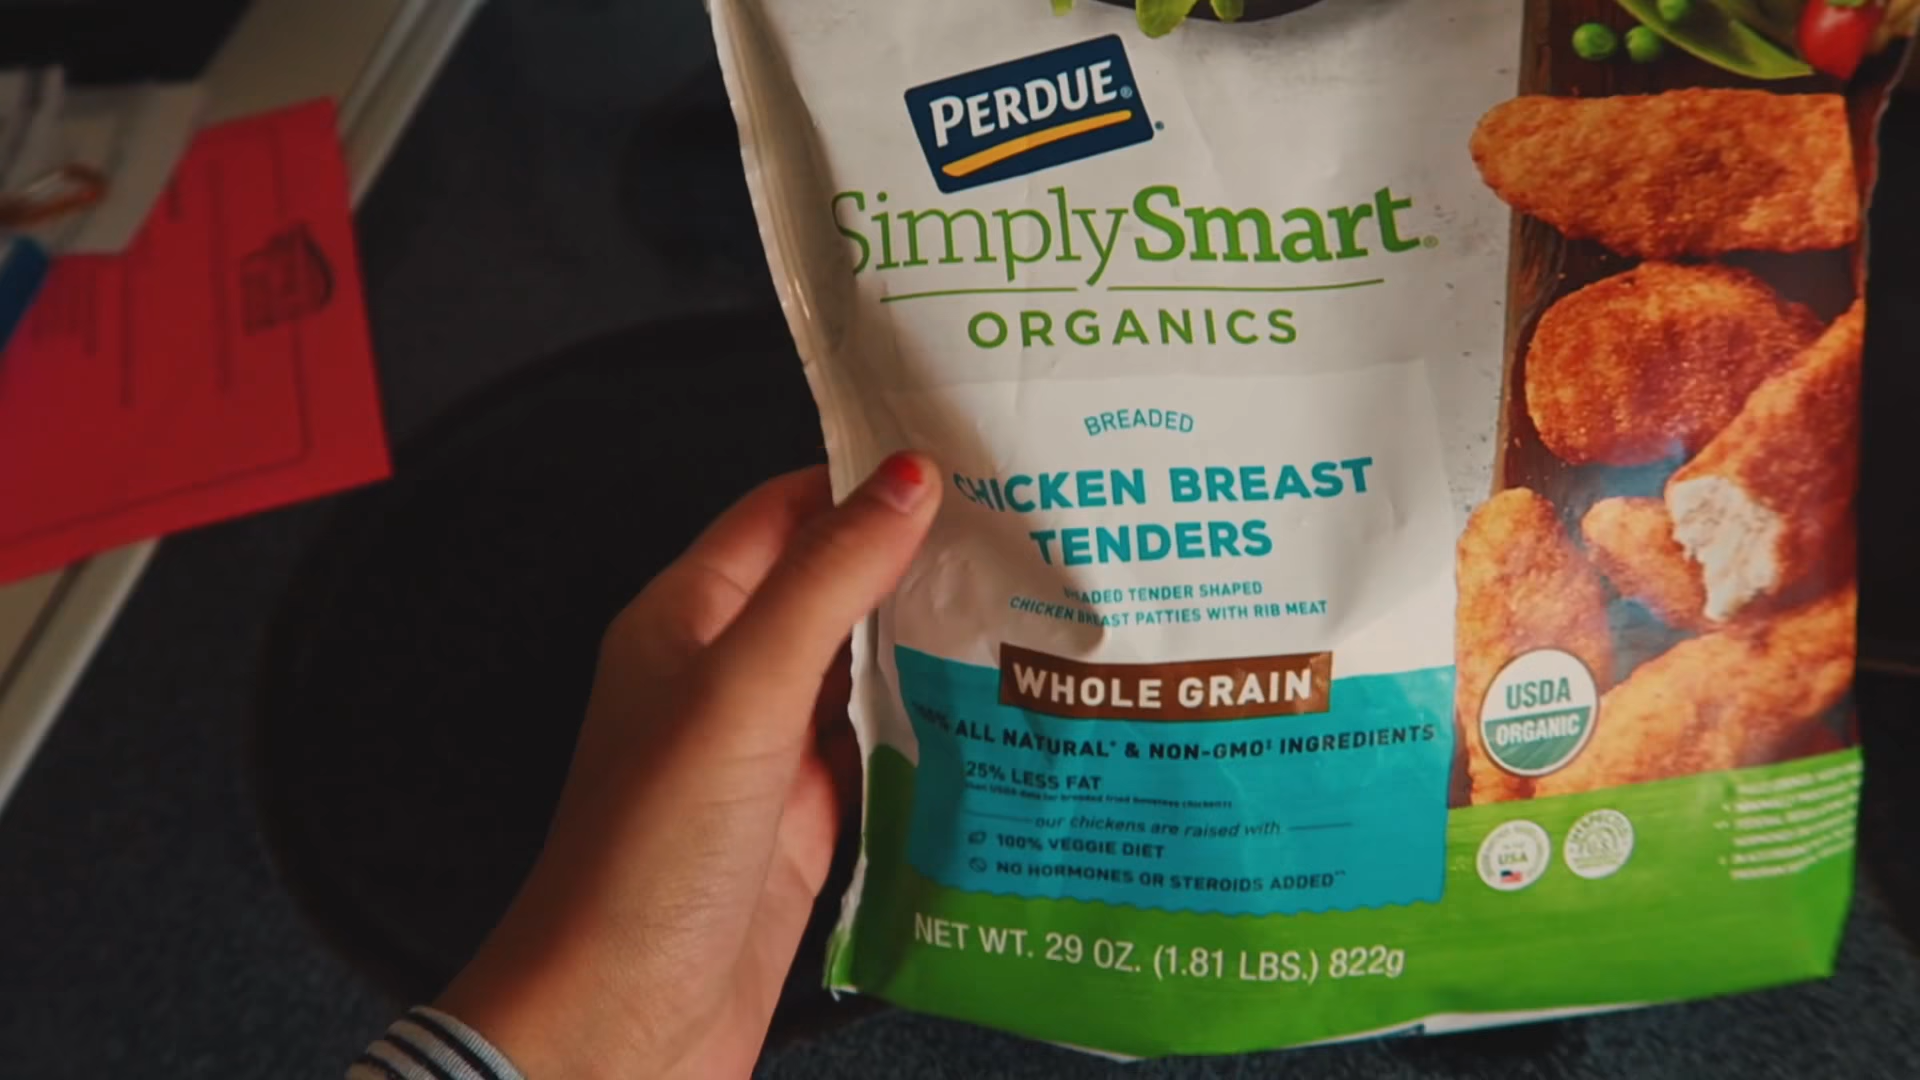 PERDUE®
SimplySmart®
ORGANICS
BREADED
CHICKEN BREAST
TENDERS
TENDER SHAPED
CHICKEN BREAST PATTIES WITH RIB MEAT
WHOLE GRAIN
ALL NATURAL* & NON-GMO‡ INGREDIENTS
25% LESS FAT
our chickens are raised with
100% VEGGIE DIET
NO HORMONES OR STEROIDS ADDED**
NET WT. 29 OZ. (1.81 LBS.) 822g
USDA
ORGANIC
USA